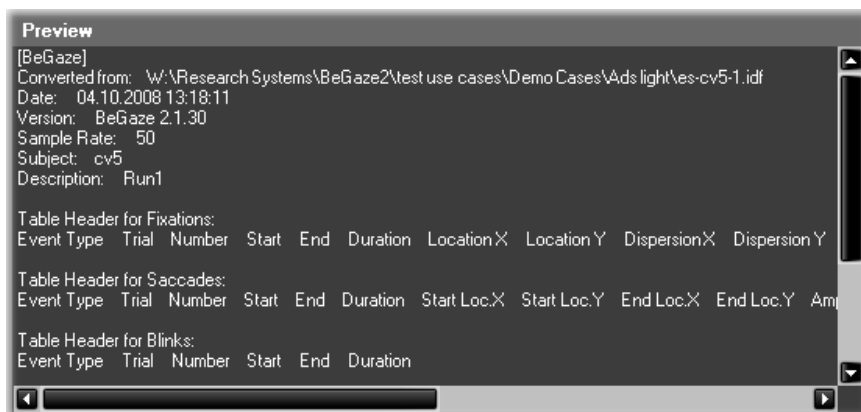 Preview
[BeGaze]
Converted from: W:\Research Systems\BeGaze2\test use cases\Demo Cases\Ads light\es-cv5-1.idf
Date: 04.10.2008 13:18:11
Version: BeGaze 2.1.30
Sample Rate: 50
Subject: cv5
Description: Run1
Table Header for Fixations:
Event Type Trial Number Start End Duration Location X Location Y Dispersion X Dispersion Y
Table Header for Saccades:
Event Type Trial Number Start End Duration Start Loc.X Start Loc.Y End Loc.X End Loc.Y
Table Header for Blinks:
Event Type Trial Number Start End Duration